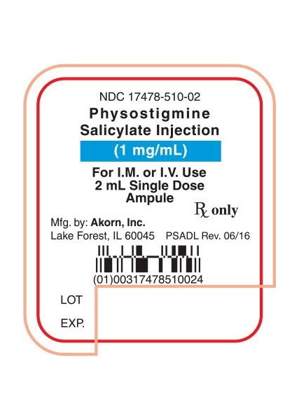 NDC 17478-510-02
Physostigmine
Salicylate Injection
(1 mg/mL)
For I.M. or I.V. Use
2 mL Single Dose
Ampule
℞ only
Mfg. by: Akorn, Inc.
Lake Forest, IL 60045 PSADL Rev. 06/16
(01)00317478510024
LOT
EXP.